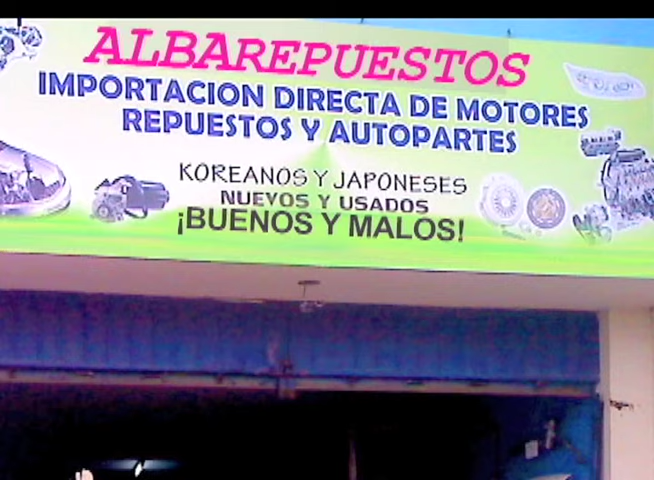 ALBAREPUESTOS
IMPORTACION DIRECTA DE MOTORES
REPUESTOS Y AUTOPARTES
KOREANOS Y JAPONESES
NUEVOS Y USADOS
¡BUENOS Y MALOS!